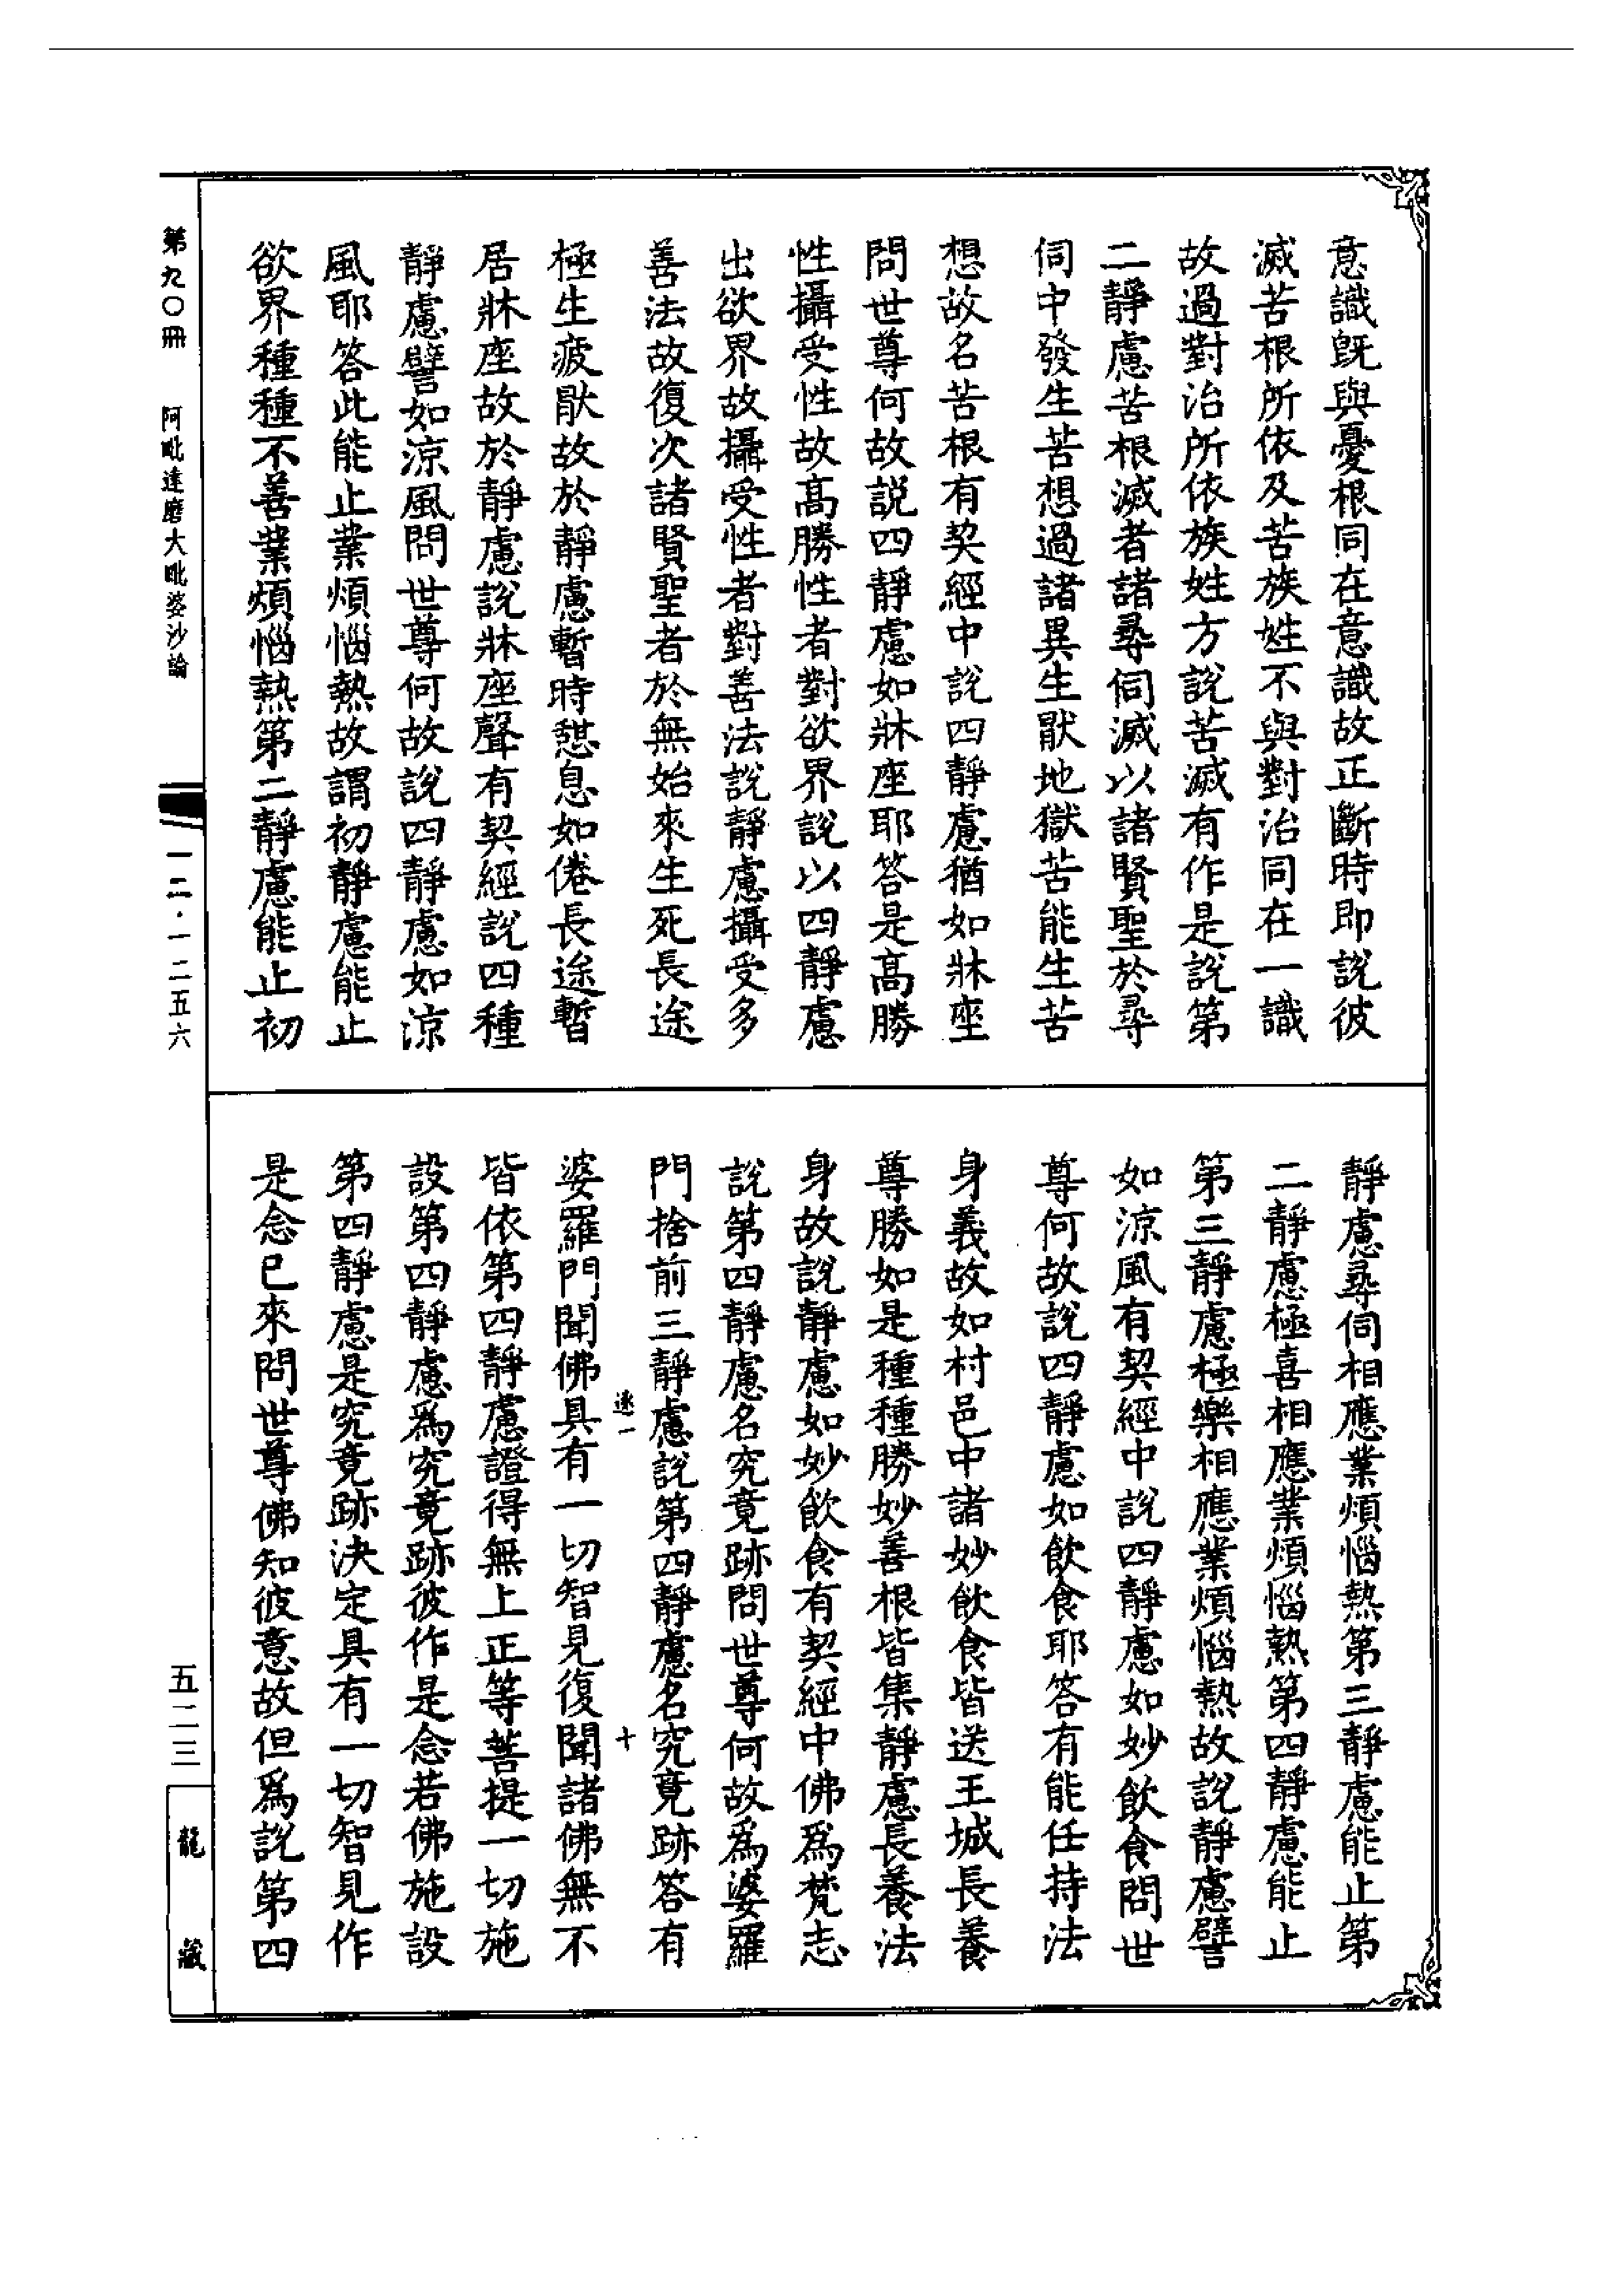 意識旣與憂根同在意識故正斷時即說彼
滅苦根所依及苦族姓不與對治同在一識
故過對治所依族姓方說苦滅有作是說第
二靜慮苦根滅者諸尋伺滅以諸賢聖於尋
伺中發生苦想過諸異生猒地獄苦能生苦
想故名苦根有契經中說四靜慮猶如牀座
問世尊何故說四靜慮如牀座耶答是高勝
性攝受性故高勝性者對欲界說以四靜慮
出欲界故攝受性者對善法說靜慮攝受多
善法故復次諸賢聖者於無始來生死長途
極生疲猒故於靜慮暫時憩息如倦長途暫
居牀座故於靜慮說牀座聲有契經說四種
靜慮譬如涼風問世尊何故說四靜慮如涼
風耶答此能止業煩惱熱故謂初靜慮能止
欲界種種不善業煩惱熱第二靜慮能止初
靜慮尋伺相應業煩惱熱第三靜慮能止第
二靜慮極喜相應業煩惱熱第四靜慮能止
第三靜慮極樂相應業煩惱熱故說靜慮譬
如涼風有契經中說四靜慮如妙飲食問世
尊何故說四靜慮如飲食耶答有能任持法
身義故如村邑中諸妙飲食皆送王城長養
尊勝如是種種勝妙善根皆集靜慮長養法
身故說靜慮如妙飲食有契經中佛爲梵志
說第四靜慮名究竟跡問世尊何故爲婆羅
門捨前三靜慮說第四靜慮名究竟跡答有
婆羅門聞佛具有一切智見復聞諸佛無不
皆依第四靜慮證得無上正等菩提一切施
設第四靜慮爲究竟跡彼作是念若佛施設
第四靜慮是究竟跡決定具有一切智見作
是念已來問世尊佛知彼意故但爲說第四
第九〇冊 阿毗達磨大毗婆沙論
一二·一二五六
五二三
龍藏
十